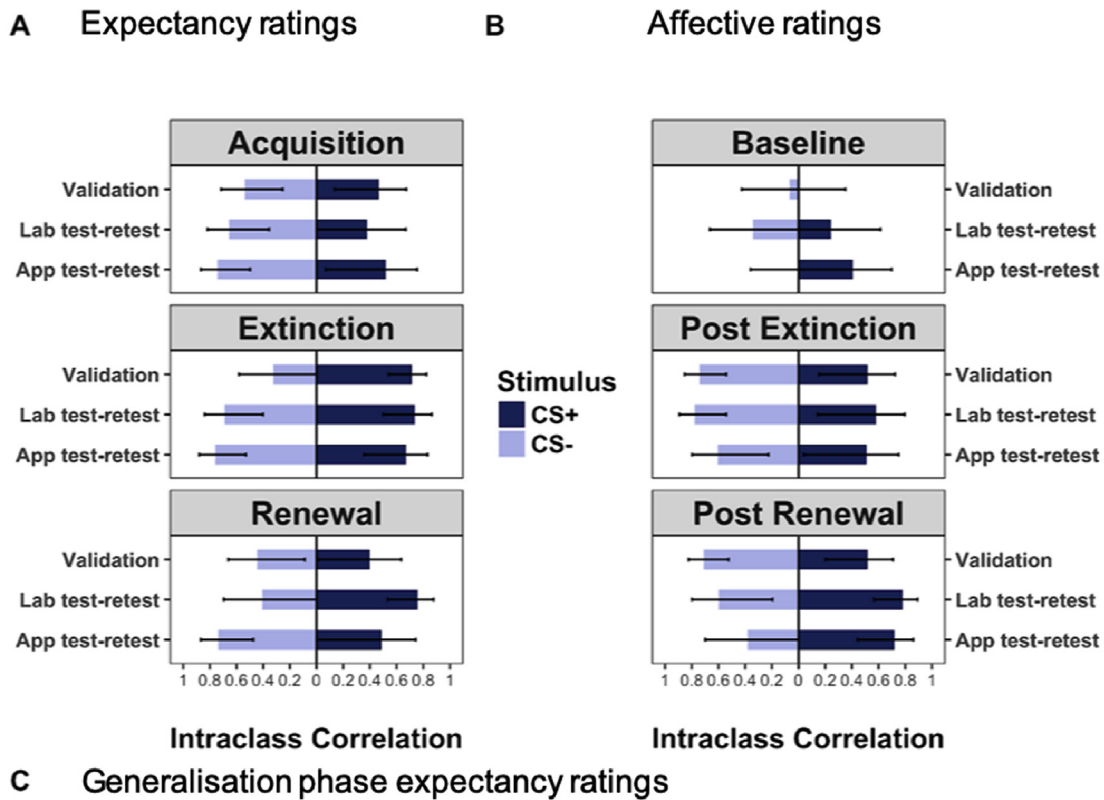 A Expectancy ratings
B Affective ratings
Acquisition
Validation
Lab test-retest
App test-retest
Extinction
Validation
Lab test-retest
App test-retest
Renewal
Validation
Lab test-retest
App test-retest
1 0.8 0.6 0.4 0.2 0 0.2 0.4 0.6 0.8 1
Intraclass Correlation
Stimulus
CS+
CS-
Baseline
Validation
Lab test-retest
App test-retest
Post Extinction
Validation
Lab test-retest
App test-retest
Post Renewal
Validation
Lab test-retest
App test-retest
1 0.8 0.6 0.4 0.2 0 0.2 0.4 0.6 0.8 1
Intraclass Correlation
C Generalisation phase expectancy ratings